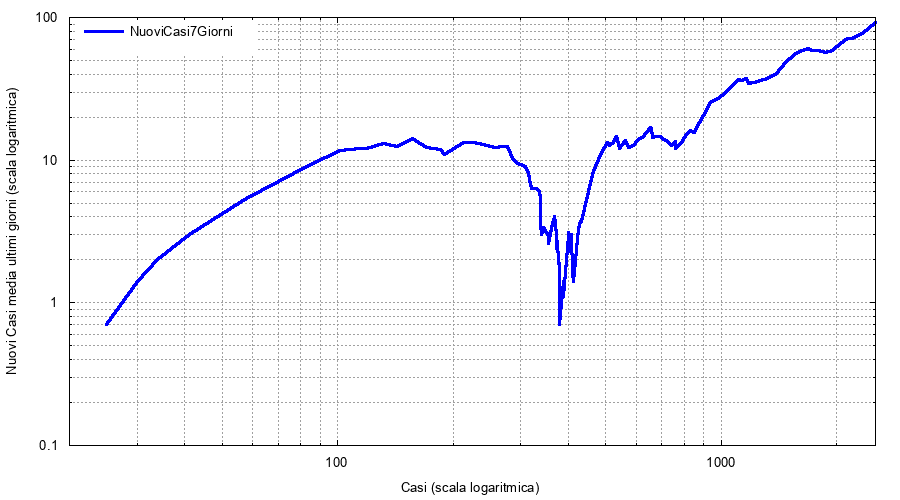 100
NuoviCasi7Giorni
10
1
0.1
Nuovi Casi media ultimi giorni (scala logaritmica)
100
1000
Casi (scala logaritmica)